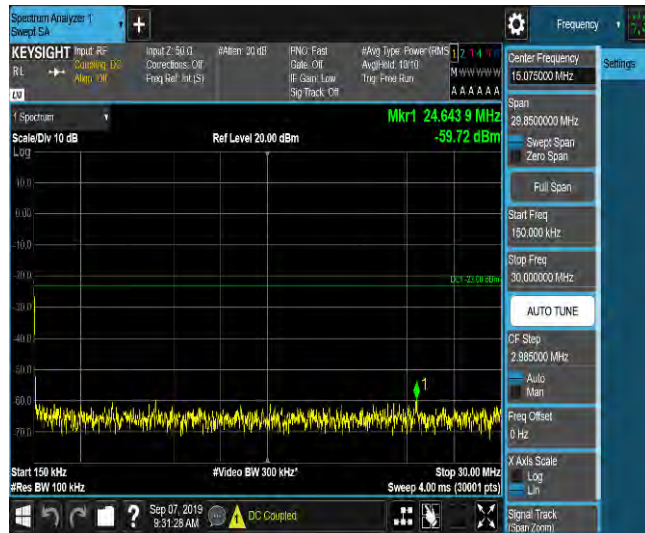 Spectrum Analyzer 1
Swept SA
+
Frequency
KEYSIGHT
RL
Input: RF
Coupling: DC
Align: Off
Input Z: 50 Ω
Corrections: Off
Freq Ref: Int (S)
#Atten: 20 dB
PNO: Fast
Gate: Off
IF Gain: Low
Sig Track: Off
#Avg Type: Power (RMS
Avg|Hold: 10/10
Trig: Free Run
M W W W W W
A A A A A A
1 Spectrum
Scale/Div 10 dB
Ref Level 20.00 dBm
Mkr1 24.643 9 MHz
-59.72 dBm
Log
10.0
0.00
-10.0
-20.0
DL1 -23.00 dBm
-30.0
-40.0
-50.0
1
-60.0
-70.0
Start 150 kHz
#Video BW 300 kHz*
Stop 30.00 MHz
#Res BW 100 kHz
Sweep 4.00 ms (30001 pts)
?
Sep 07, 2019
9:31:28 AM
DC Coupled
Center Frequency
15.075000 MHz
Settings
Span
29.8500000 MHz
Swept Span
Zero Span
Full Span
Start Freq
150.000 kHz
Stop Freq
30.000000 MHz
AUTO TUNE
CF Step
2.985000 MHz
Auto
Man
Freq Offset
0 Hz
X Axis Scale
Log
Lin
Signal Track
(Span Zoom)